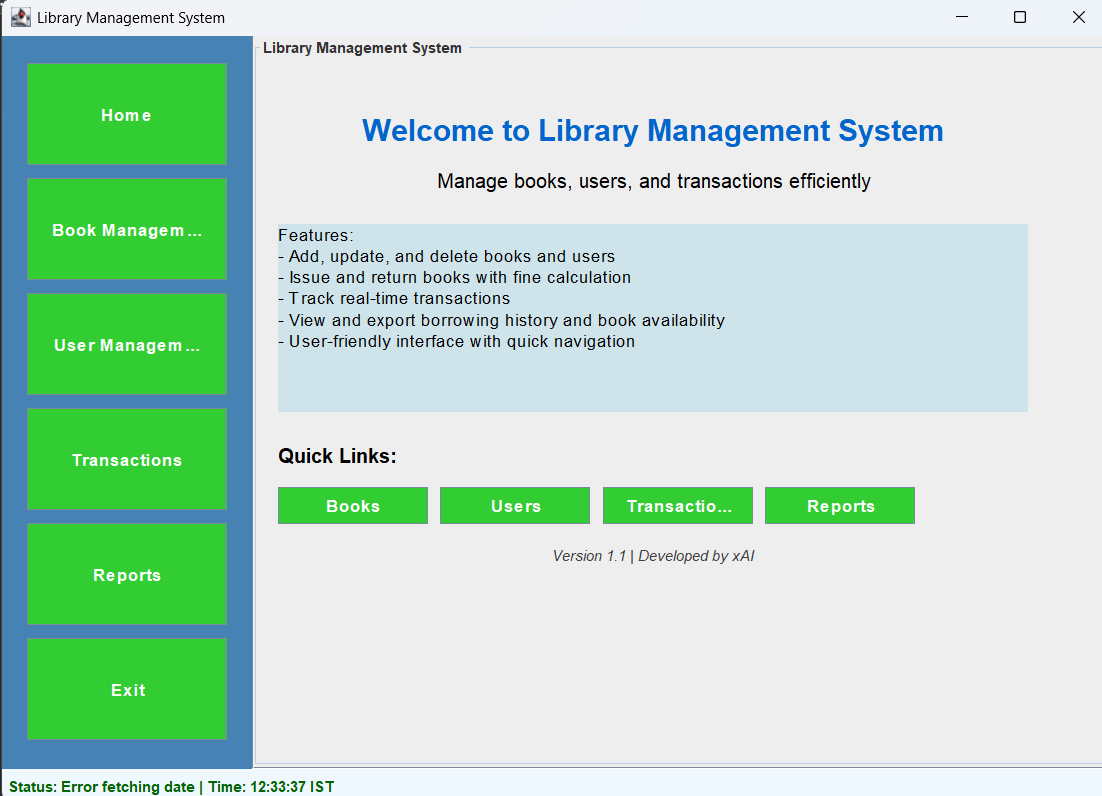 Library Management System
Library Management System
Home
Book Managem...
User Managem...
Transactions
Reports
Exit
Welcome to Library Management System
Manage books, users, and transactions efficiently
Features:
- Add, update, and delete books and users
- Issue and return books with fine calculation
- Track real-time transactions
- View and export borrowing history and book availability
- User-friendly interface with quick navigation
Quick Links:
Books Users Transactio... Reports
Version 1.1 | Developed by xAI
Status: Error fetching date | Time: 12:33:37 IST